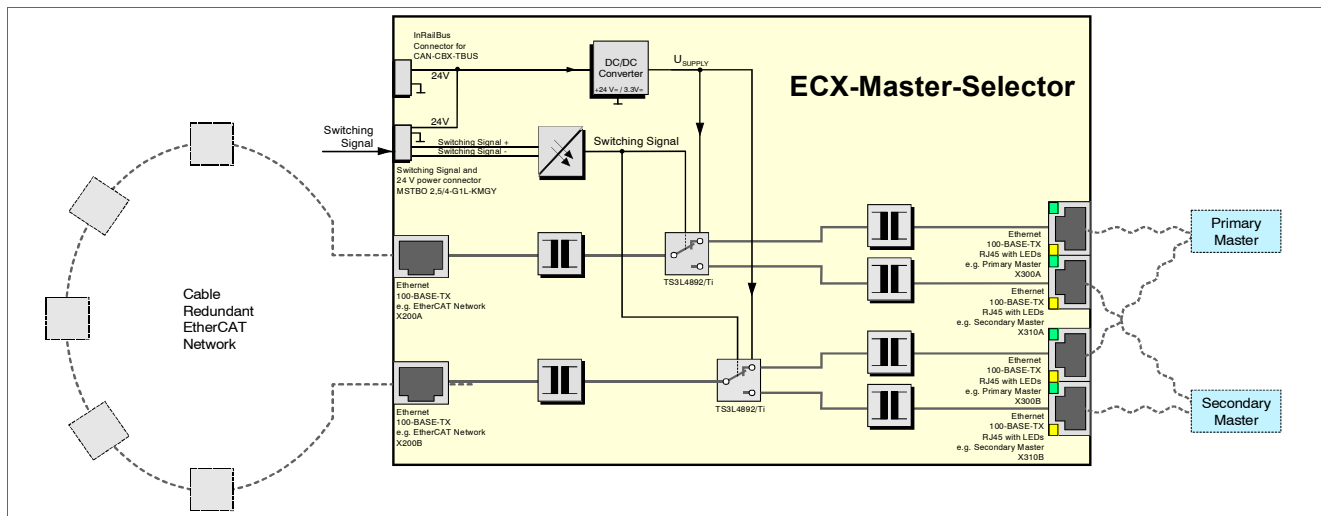 InRailBus
Connector for
CAN-CBX-TBUS
24V
DC/DC
Converter
+24 V= / 3.3V=
USUPPLY
ECX-Master-Selector
24V
Switching
Signal
Switching Signal +
Switching Signal -
Switching Signal
Switching Signal and
24 V power connector
MSTBO 2,5/4-G1L-KMGY
Cable
Redundant
EtherCAT
Network
Ethernet
100-BASE-TX
e.g. EtherCAT Network
X200A
TS3L4892/Ti
Ethernet
100-BASE-TX
RJ45 with LEDs
e.g. Primary Master
X300A
Ethernet
100-BASE-TX
RJ45 with LEDs
e.g. Secondary Master
X310A
Primary
Master
Ethernet
100-BASE-TX
e.g. EtherCAT Network
X200B
TS3L4892/Ti
Ethernet
100-BASE-TX
RJ45 with LEDs
e.g. Primary Master
X300B
Ethernet
100-BASE-TX
RJ45 with LEDs
e.g. Secondary Master
X310B
Secondary
Master